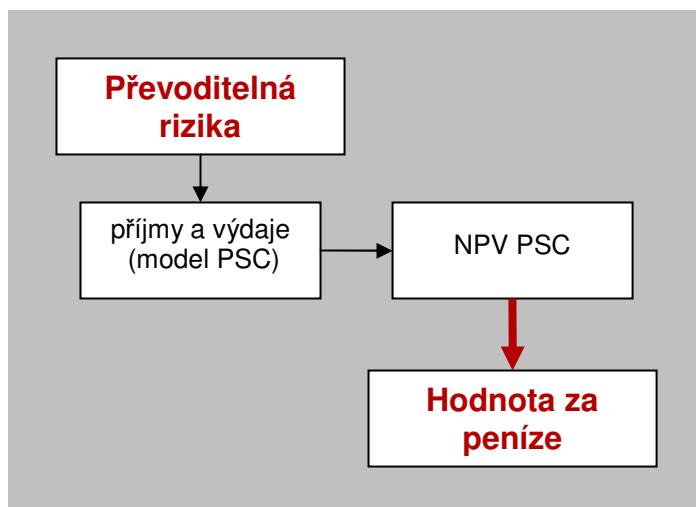 Převoditelná
rizika
příjmy a výdaje
(model PSC)
NPV PSC
Hodnota za
peníze